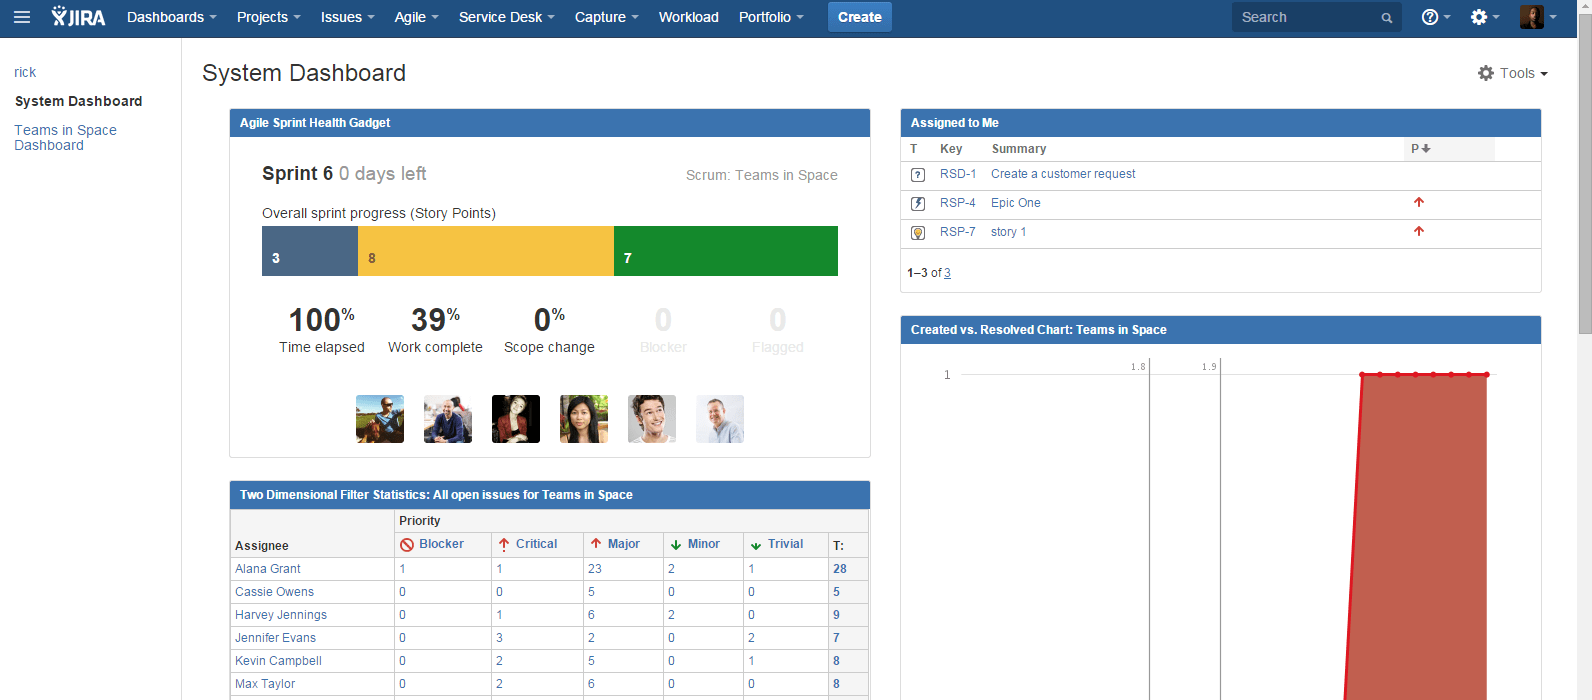 JIRA Dashboards Projects Issues Agile Service Desk Capture Workload Portfolio Create Search
rick
System Dashboard
Teams in Space
Dashboard
System Dashboard
Tools
Agile Sprint Health Gadget
Sprint 6 0 days left
Scrum: Teams in Space
Overall sprint progress (Story Points)
3 8 7
100% 39% 0% 0 0
Time elapsed Work complete Scope change Blocker Flagged
Two Dimensional Filter Statistics: All open issues for Teams in Space
Priority
Assignee Blocker Critical Major Minor Trivial T:
Alana Grant 1 1 23 2 1 28
Cassie Owens 0 0 5 0 0 5
Harvey Jennings 0 1 6 2 0 9
Jennifer Evans 0 3 2 0 2 7
Kevin Campbell 0 2 5 0 1 8
Max Taylor 0 2 6 0 0 8
Assigned to Me
T Key Summary P
RSD-1 Create a customer request
RSP-4 Epic One
RSP-7 story 1
1–3 of 3
Created vs. Resolved Chart: Teams in Space
1.8 1.9
1